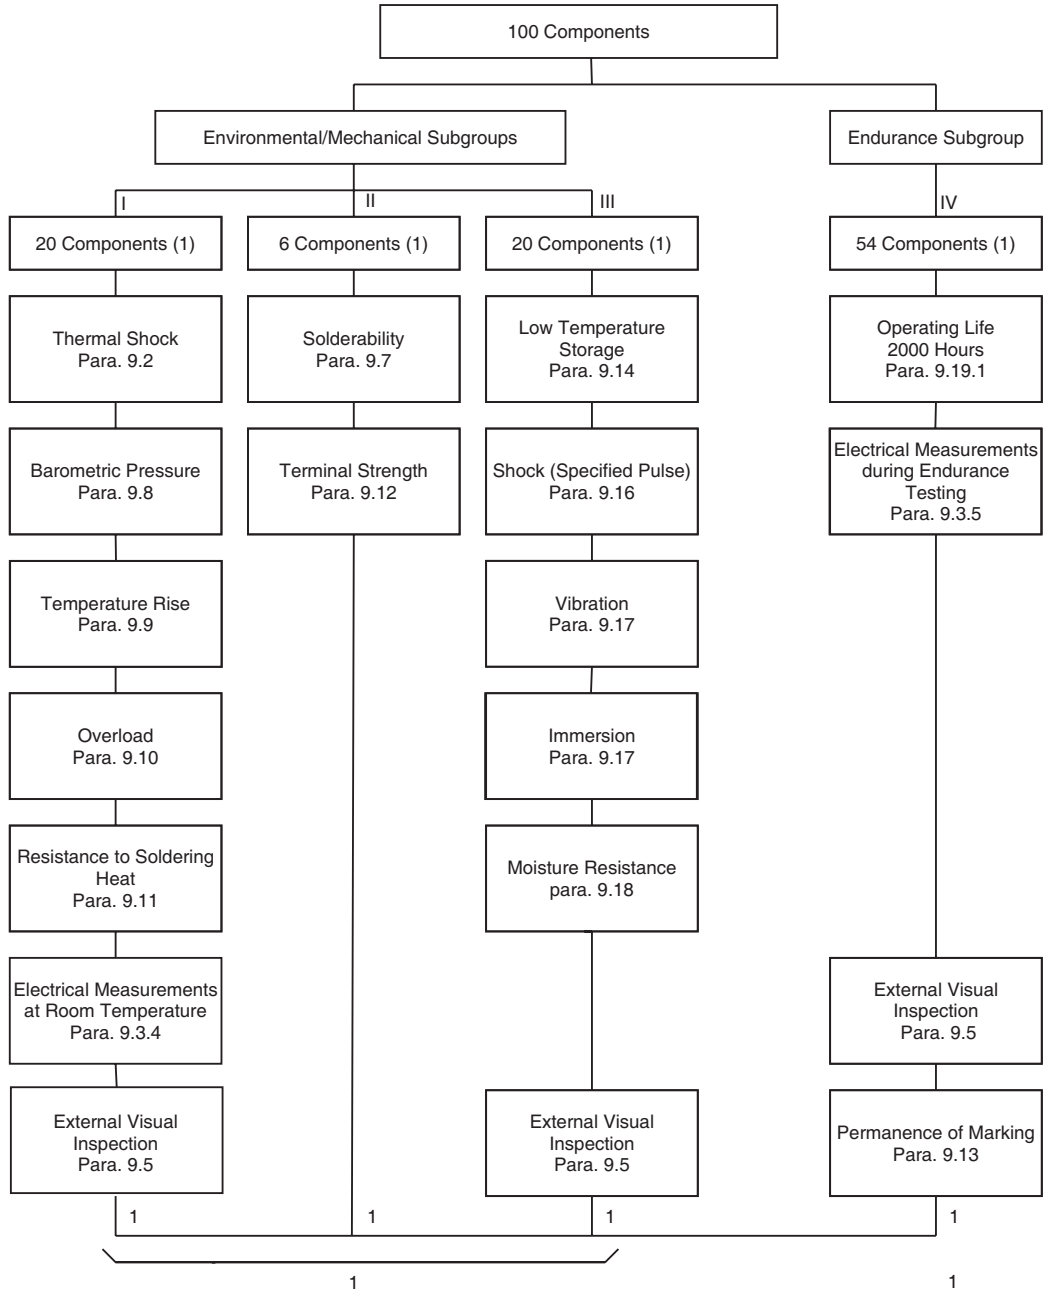 100 Components
Environmental/Mechanical Subgroups
Endurance Subgroup
I
II
III
IV
20 Components (1)
6 Components (1)
20 Components (1)
54 Components (1)
Thermal Shock
Para. 9.2
Solderability
Para. 9.7
Low Temperature
Storage
Para. 9.14
Operating Life
2000 Hours
Para. 9.19.1
Barometric Pressure
Para. 9.8
Terminal Strength
Para. 9.12
Shock (Specified Pulse)
Para. 9.16
Electrical Measurements
during Endurance
Testing
Para. 9.3.5
Temperature Rise
Para. 9.9
Vibration
Para. 9.17
Overload
Para. 9.10
Immersion
Para. 9.17
Resistance to Soldering
Heat
Para. 9.11
Moisture Resistance
para. 9.18
Electrical Measurements
at Room Temperature
Para. 9.3.4
External Visual
Inspection
Para. 9.5
External Visual
Inspection
Para. 9.5
External Visual
Inspection
Para. 9.5
Permanence of Marking
Para. 9.13
1
1
1
1
1
1